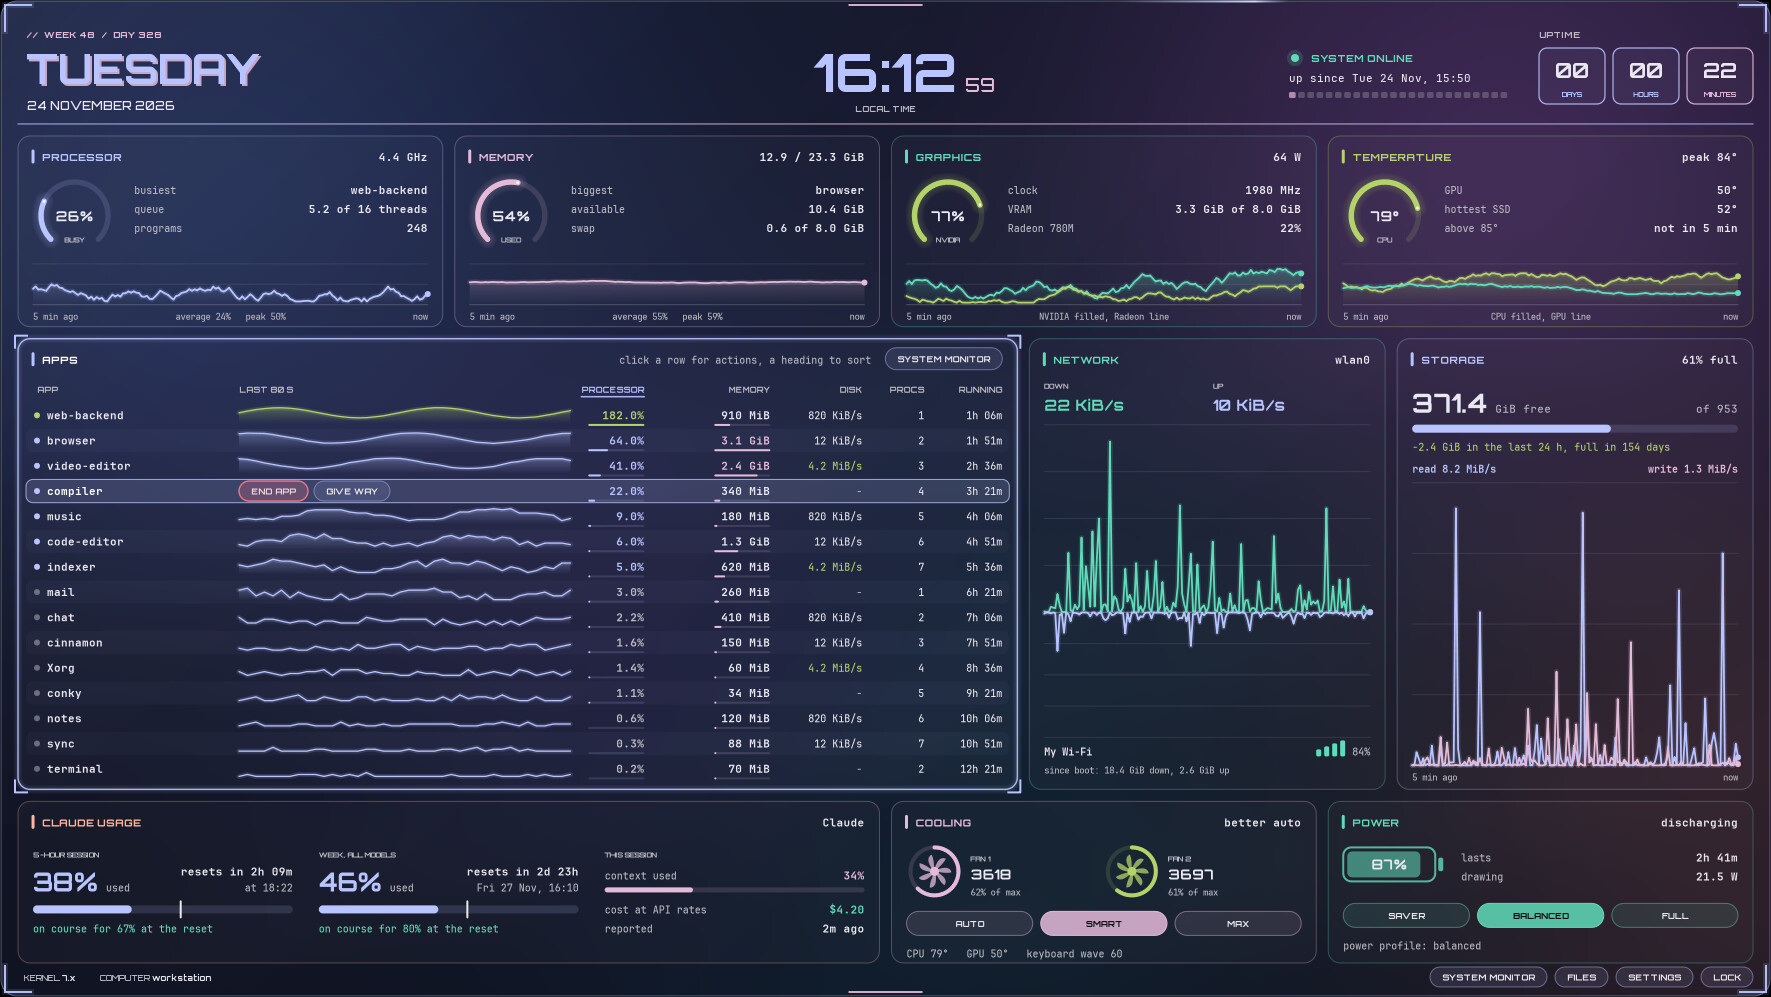 // WEEK 48 / DAY 328
TUESDAY
24 NOVEMBER 2026
16:12 59
LOCAL TIME
SYSTEM ONLINE
up since Tue 24 Nov, 15:50
UPTIME
00 DAYS
00 HOURS
22 MINUTES
PROCESSOR 4.4 GHz
26% BUSY
busiest web-backend
queue 5.2 of 16 threads
programs 248
5 min ago average 24% peak 50% now
MEMORY 12.9 / 23.3 GiB
54% USED
biggest browser
available 10.4 GiB
swap 0.6 of 8.0 GiB
5 min ago average 55% peak 59% now
GRAPHICS 64 W
77% NVIDIA
clock 1980 MHz
VRAM 3.3 GiB of 8.0 GiB
Radeon 780M 22%
5 min ago NVIDIA filled, Radeon line now
TEMPERATURE peak 84°
79° CPU
GPU 50°
hottest SSD 52°
above 85° not in 5 min
5 min ago CPU filled, GPU line now
APPS click a row for actions, a heading to sort SYSTEM MONITOR
APP LAST 80 S PROCESSOR MEMORY DISK PROCS RUNNING
web-backend 182.0% 910 MiB 820 KiB/s 1 1h 06m
browser 64.0% 3.1 GiB 12 KiB/s 2 1h 51m
video-editor 41.0% 2.4 GiB 4.2 MiB/s 3 2h 36m
compiler END APP GIVE WAY 22.0% 340 MiB - 4 3h 21m
music 9.0% 180 MiB 820 KiB/s 5 4h 06m
code-editor 6.0% 1.3 GiB 12 KiB/s 6 4h 51m
indexer 5.0% 620 MiB 4.2 MiB/s 7 5h 36m
mail 3.0% 260 MiB - 1 6h 21m
chat 2.2% 410 MiB 820 KiB/s 2 7h 06m
cinnamon 1.6% 150 MiB 12 KiB/s 3 7h 51m
Xorg 1.4% 60 MiB 4.2 MiB/s 4 8h 36m
conky 1.1% 34 MiB - 5 9h 21m
notes 0.6% 120 MiB 820 KiB/s 6 10h 06m
sync 0.3% 88 MiB 12 KiB/s 7 10h 51m
terminal 0.2% 70 MiB - 2 12h 21m
NETWORK wlan0
DOWN UP
22 KiB/s 10 KiB/s
My Wi-Fi 84%
since boot: 18.4 GiB down, 2.6 GiB up
STORAGE 61% full
371.4 GiB free of 953
-2.4 GiB in the last 24 h, full in 154 days
read 8.2 MiB/s write 1.3 MiB/s
5 min ago now
CLAUDE USAGE Claude
5-HOUR SESSION
38% used resets in 2h 09m
at 18:22
on course for 67% at the reset
WEEK, ALL MODELS
46% used resets in 2d 23h
Fri 27 Nov, 16:10
on course for 80% at the reset
THIS SESSION
context used 34%
cost at API rates $4.20
reported 2m ago
COOLING better auto
FAN 1
3618
62% of max
FAN 2
3697
61% of max
AUTO SMART MAX
CPU 79° GPU 50° keyboard wave 60
POWER discharging
87%
lasts 2h 41m
drawing 21.5 W
SAVER BALANCED FULL
power profile: balanced
KERNEL 7.x COMPUTER workstation
SYSTEM MONITOR FILES SETTINGS LOCK